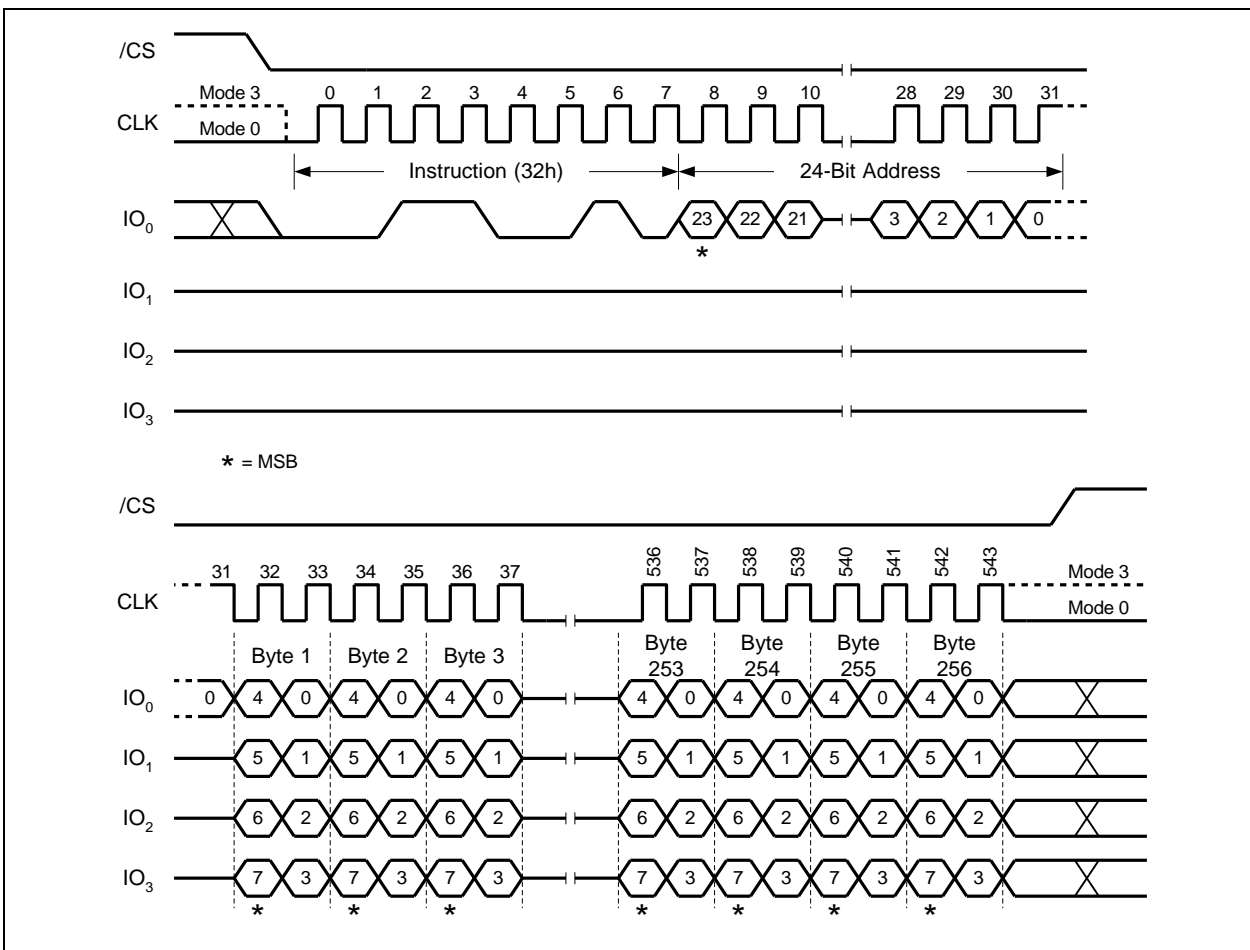 /CS
Mode 3
0 1 2 3 4 5 6 7 8 9 10 28 29 30 31
CLK
Mode 0
Instruction (32h) 24-Bit Address
IO0 23 22 21 3 2 1 0
*
IO1
IO2
IO3
* = MSB
/CS
31 32 33 34 35 36 37 536 537 538 539 540 541 542 543
Mode 3
CLK
Mode 0
Byte 1 Byte 2 Byte 3 Byte 253 Byte 254 Byte 255 Byte 256
IO0 0 4 0 4 0 4 0 4 0 4 0 4 0 4 0
IO1 5 1 5 1 5 1 5 1 5 1 5 1 5 1
IO2 6 2 6 2 6 2 6 2 6 2 6 2 6 2
IO3 7 3 7 3 7 3 7 3 7 3 7 3 7 3
* * * * * * *